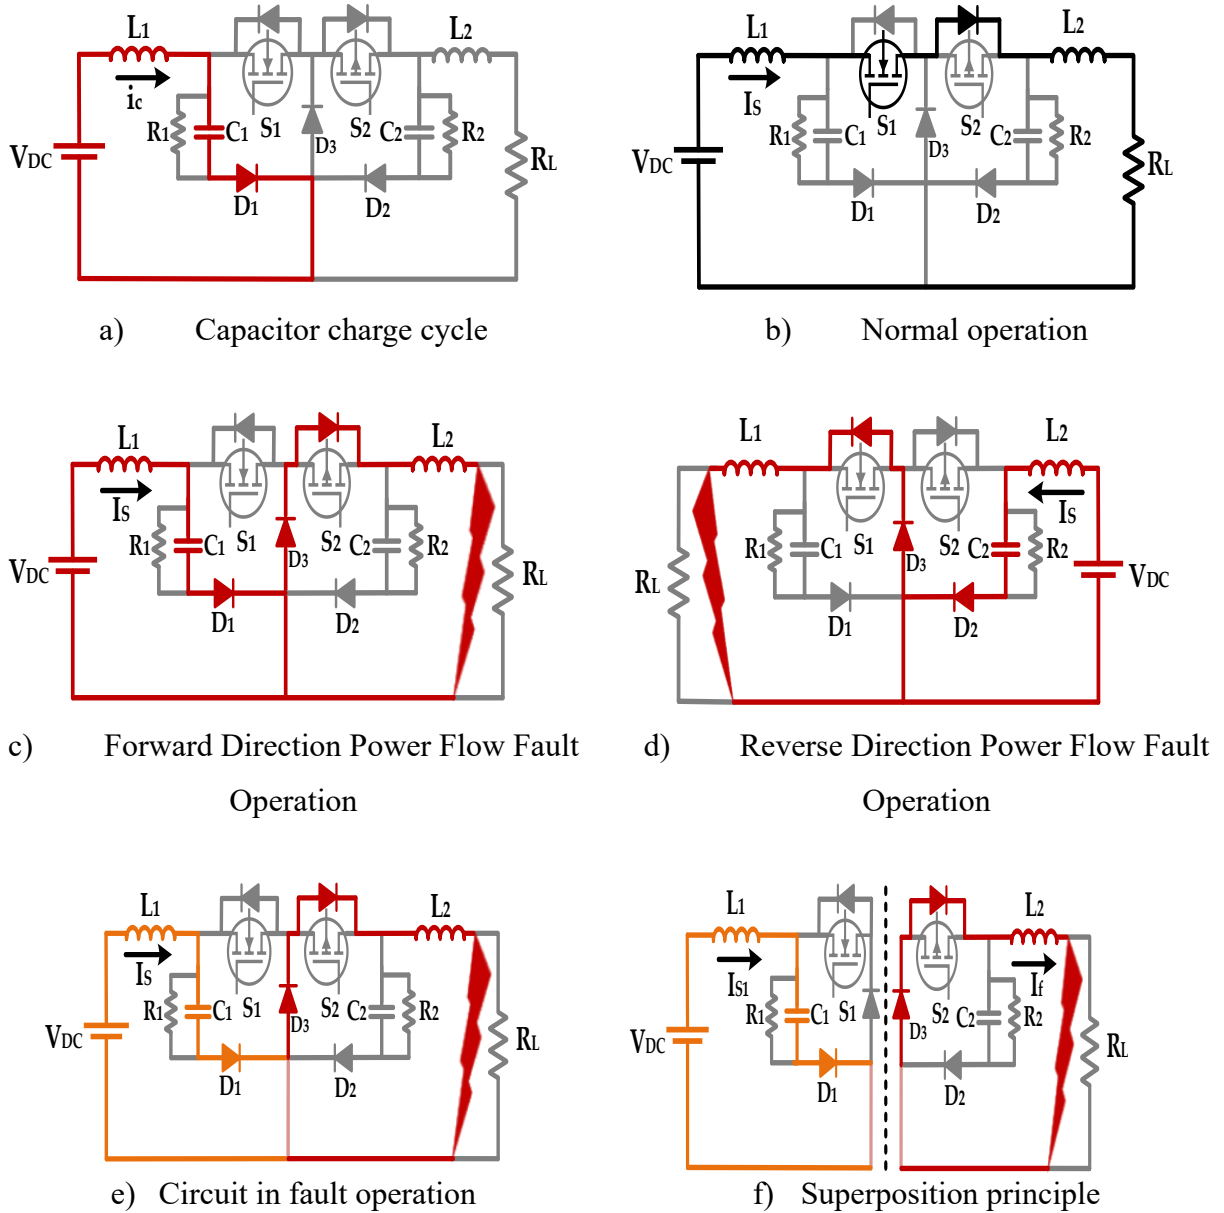 L1
L2
ic
R1
C1
S1
D3
S2
C2
R2
VDC
RL
D1
D2
a) Capacitor charge cycle
L1
L2
IS
R1
C1
S1
D3
S2
C2
R2
VDC
RL
D1
D2
b) Normal operation
L1
L2
IS
R1
C1
S1
D3
S2
C2
R2
VDC
RL
D1
D2
c) Forward Direction Power Flow Fault
Operation
L1
L2
IS
R1
C1
S1
D3
S2
C2
R2
RL
VDC
D1
D2
d) Reverse Direction Power Flow Fault
Operation
L1
L2
IS
R1
C1
S1
D3
S2
C2
R2
VDC
RL
D1
D2
e) Circuit in fault operation
L1
L2
IS1
If
R1
C1
S1
D3
S2
C2
R2
VDC
RL
D1
D2
f) Superposition principle